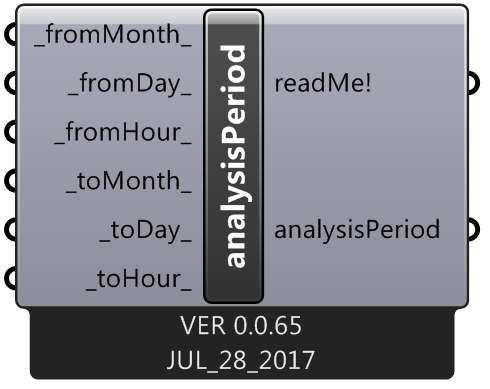 _fromMonth_
_fromDay_
_fromHour_
_toMonth_
_toDay_
_toHour_
analysisPeriod
readMe!
analysisPeriod
VER 0.0.65
JUL_28_2017